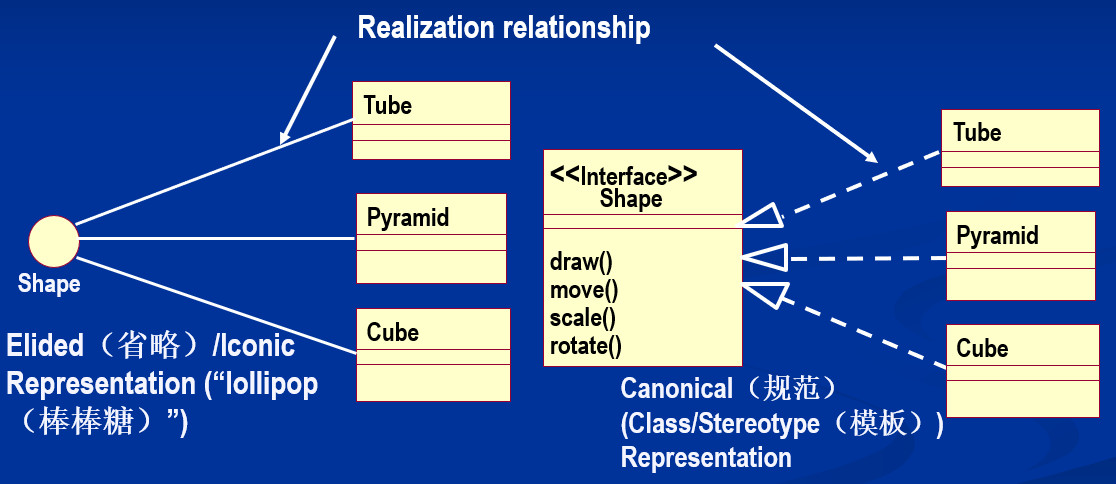 Realization relationship
Tube
Pyramid
Cube
Shape
Elided（省略）/Iconic
Representation (“lollipop
（棒棒糖）”)
<<Interface>>
Shape
draw()
move()
scale()
rotate()
Tube
Pyramid
Cube
Canonical（规范）
(Class/Stereotype（模板）)
Representation